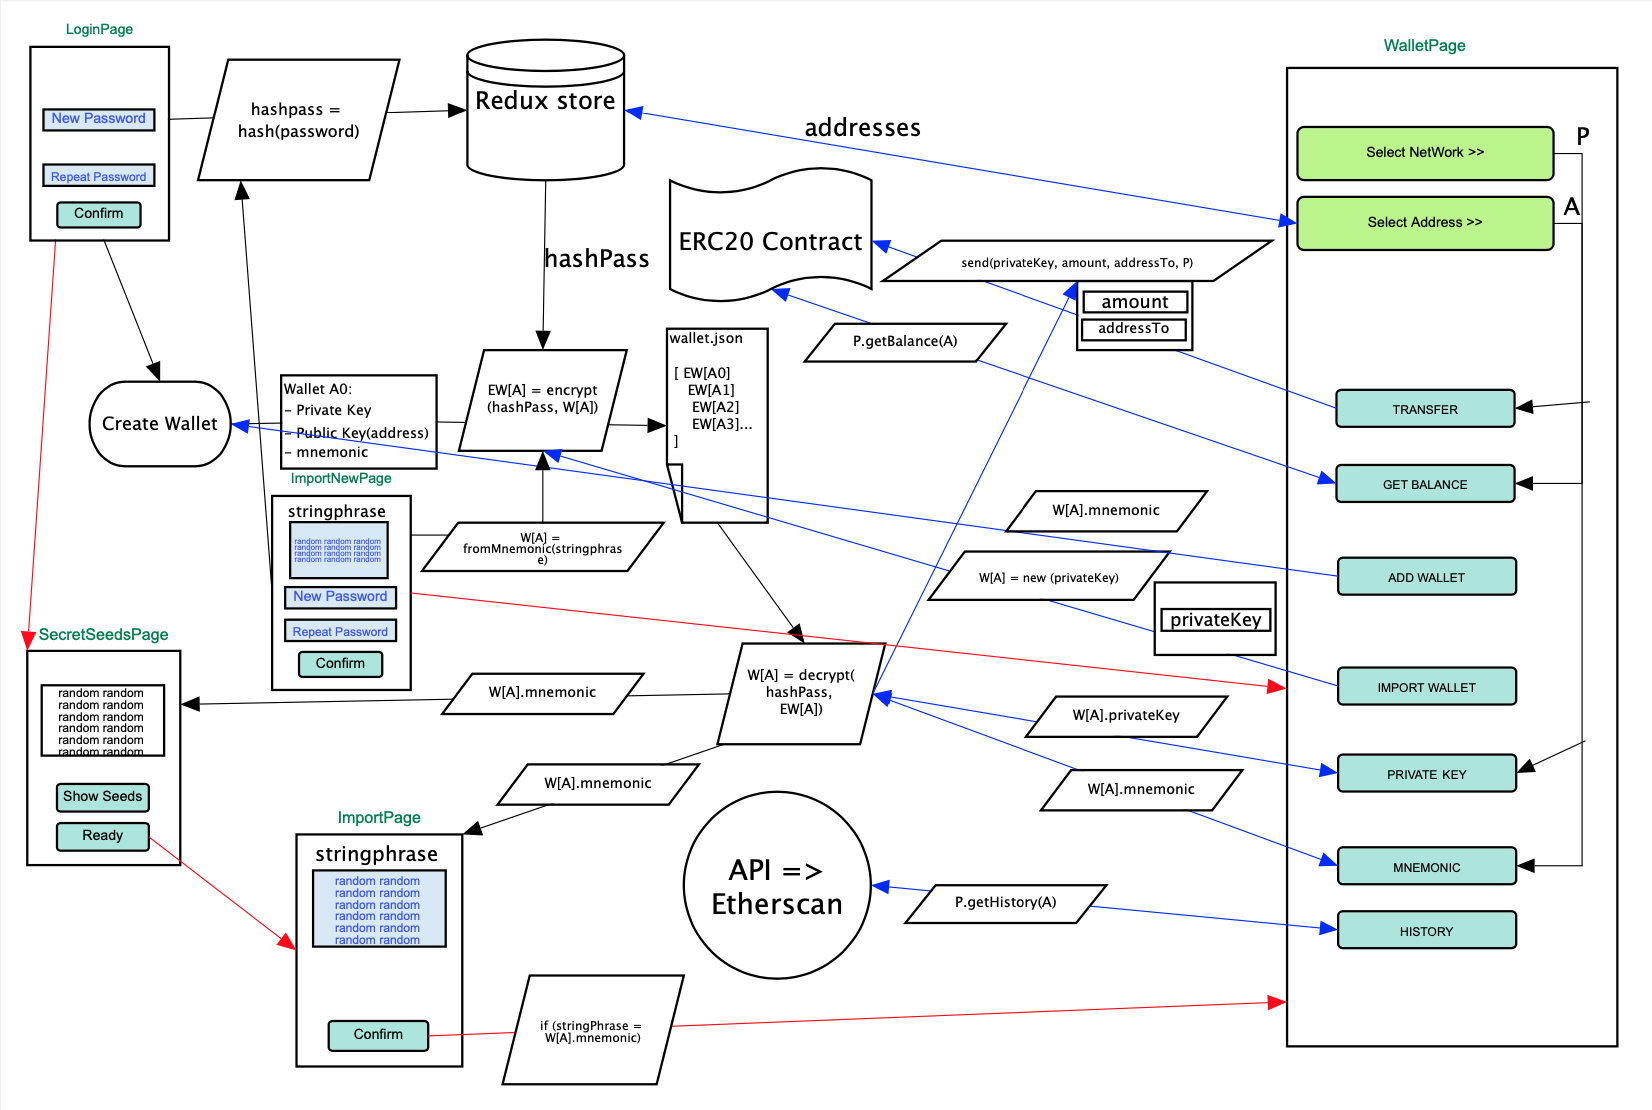 LoginPage
New Password
Repeat Password
Confirm
hashpass =
hash(password)
Redux store
addresses
WalletPage
Select NetWork >>
P
Select Address >>
A
hashPass
ERC20 Contract
send(privateKey, amount, addressTo, P)
amount
addressTo
P.getBalance(A)
wallet.json
[ EW[A0]
EW[A1]
EW[A2]
EW[A3]...
]
Create Wallet
Wallet A0:
- Private Key
- Public Key(address)
- mnemonic
EW[A] = encrypt
(hashPass, W[A])
TRANSFER
GET BALANCE
ImportNewPage
stringphrase
random random random
random random random
random random random
random random random
New Password
Repeat Password
Confirm
W[A] =
fromMnemonic(stringphras
e)
W[A].mnemonic
W[A] = new (privateKey)
privateKey
ADD WALLET
IMPORT WALLET
SecretSeedsPage
random random
random random
random random
random random
random random
random random
Show Seeds
Ready
W[A].mnemonic
W[A] = decrypt(
hashPass,
EW[A])
W[A].privateKey
W[A].mnemonic
PRIVATE KEY
MNEMONIC
HISTORY
W[A].mnemonic
ImportPage
stringphrase
random random
random random
random random
random random
random random
random random
Confirm
API =>
Etherscan
P.getHistory(A)
if (stringPhrase =
W[A].mnemonic)